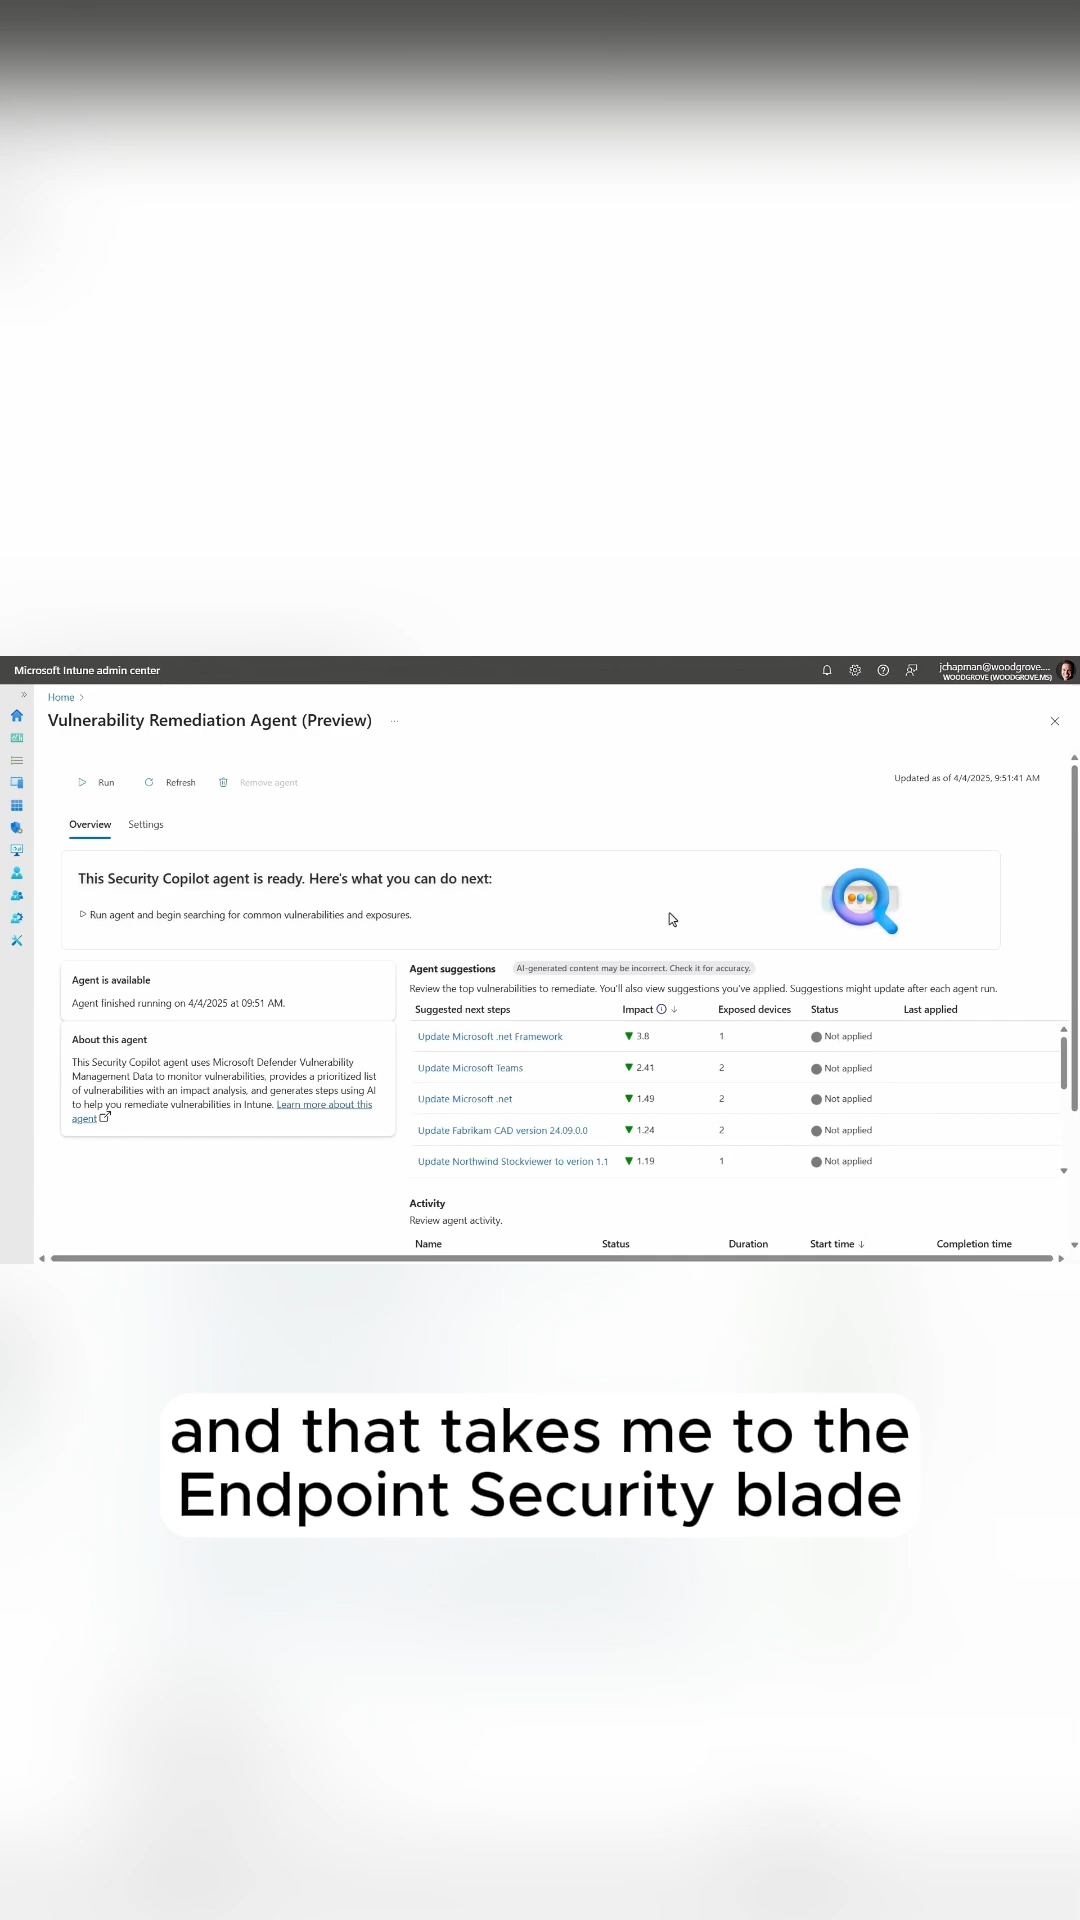 Microsoft Intune admin center
jchapman@woodgrove....
WOODGROVE (WOODGROVE.MS)
Home
Vulnerability Remediation Agent (Preview) ...
Run
Refresh
Remove agent
Updated as of 4/4/2025, 9:51:41 AM
Overview
Settings
This Security Copilot agent is ready. Here's what you can do next:
Run agent and begin searching for common vulnerabilities and exposures.
Agent is available
Agent finished running on 4/4/2025 at 09:51 AM.
About this agent
This Security Copilot agent uses Microsoft Defender Vulnerability
Management Data to monitor vulnerabilities, provides a prioritized list
of vulnerabilities with an impact analysis, and generates steps using AI
to help you remediate vulnerabilities in Intune. Learn more about this
agent
Agent suggestions AI-generated content may be incorrect. Check it for accuracy.
Review the top vulnerabilities to remediate. You'll also view suggestions you've applied. Suggestions might update after each agent run.
Suggested next steps Impact Exposed devices Status Last applied
Update Microsoft .net Framework 3.8 1 Not applied
Update Microsoft Teams 2.41 2 Not applied
Update Microsoft .net 1.49 2 Not applied
Update Fabrikam CAD version 24.09.0.0 1.24 2 Not applied
Update Northwind Stockviewer to verion 1.1 1.19 1 Not applied
Activity
Review agent activity.
Name Status Duration Start time Completion time
and that takes me to the
Endpoint Security blade